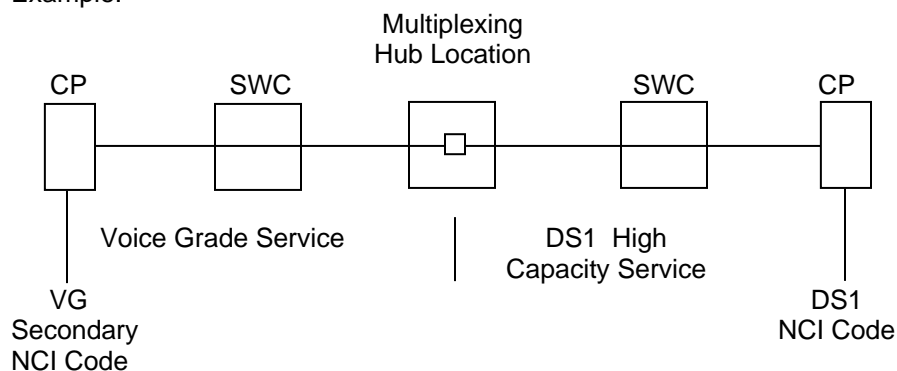 Example:
Multiplexing
Hub Location
CP
SWC
SWC
CP
Voice Grade Service
DS1 High
Capacity Service
VG
Secondary
NCI Code
DS1
NCI Code